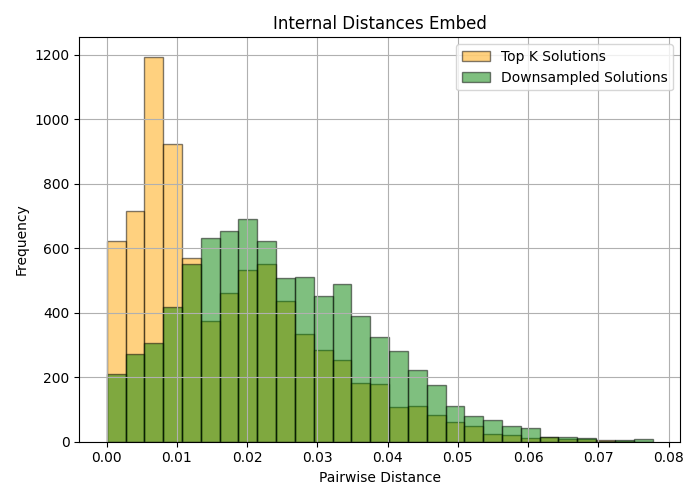 Internal Distances Embed
Top K Solutions
Downsampled Solutions
Frequency
1200
1000
800
600
400
200
0
0.00 0.01 0.02 0.03 0.04 0.05 0.06 0.07 0.08
Pairwise Distance